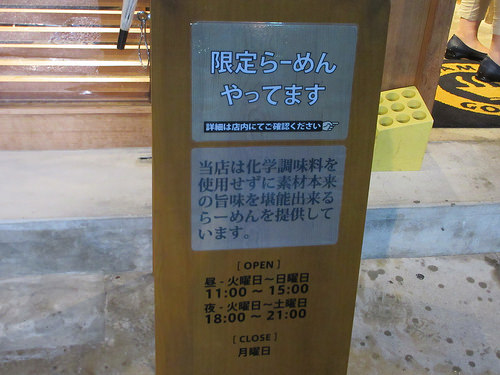 限定らーめん
やってます
詳細は店内にてご確認ください
当店は化学調味料を
使用せずに素材本来
の旨味を堪能出来る
らーめんを提供して
います。
[ OPEN ]
昼 - 火曜日～日曜日
11:00 ～ 15:00
夜 - 火曜日～土曜日
18:00 ～ 21:00
[ CLOSE ]
月曜日